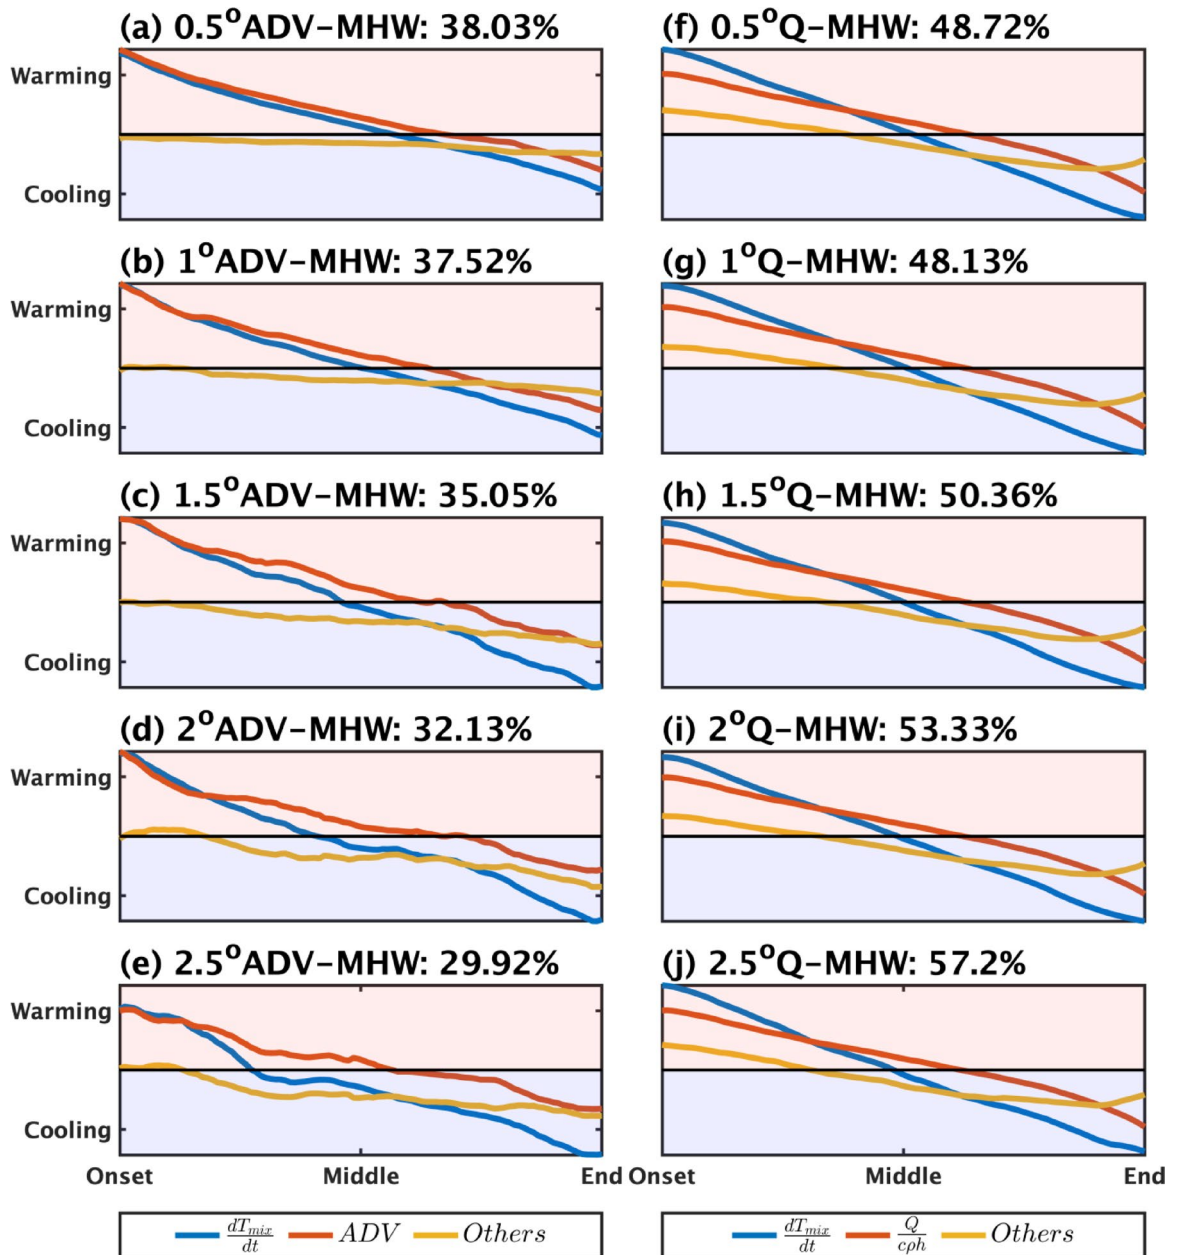 (a) 0.5°ADV–MHW: 38.03%
(f) 0.5°Q–MHW: 48.72%
Warming
Cooling
(b) 1°ADV–MHW: 37.52%
(g) 1°Q–MHW: 48.13%
Warming
Cooling
(c) 1.5°ADV–MHW: 35.05%
(h) 1.5°Q–MHW: 50.36%
Warming
Cooling
(d) 2°ADV–MHW: 32.13%
(i) 2°Q–MHW: 53.33%
Warming
Cooling
(e) 2.5°ADV–MHW: 29.92%
(j) 2.5°Q–MHW: 57.2%
Warming
Cooling
Onset Middle End Onset Middle End
dT_mix/dt ADV Others
dT_mix/dt Q/cρh Others